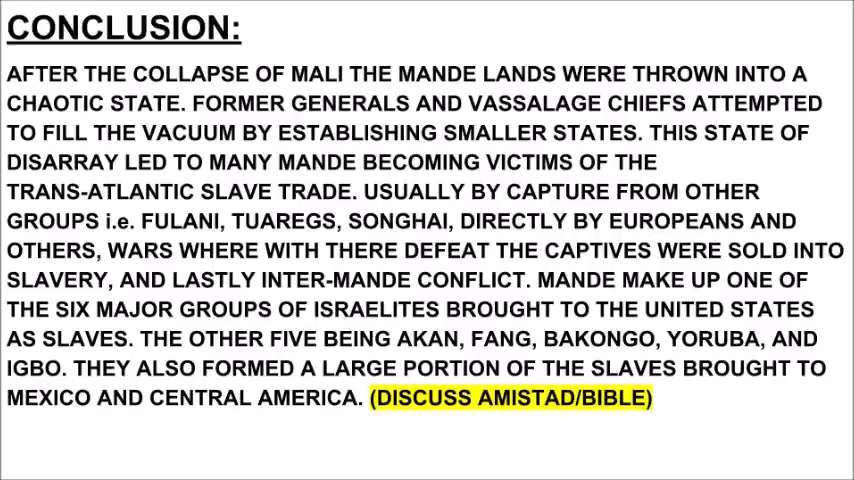 CONCLUSION:
AFTER THE COLLAPSE OF MALI THE MANDE LANDS WERE THROWN INTO A
CHAOTIC STATE. FORMER GENERALS AND VASSALAGE CHIEFS ATTEMPTED
TO FILL THE VACUUM BY ESTABLISHING SMALLER STATES. THIS STATE OF
DISARRAY LED TO MANY MANDE BECOMING VICTIMS OF THE
TRANS-ATLANTIC SLAVE TRADE. USUALLY BY CAPTURE FROM OTHER
GROUPS i.e. FULANI, TUAREGS, SONGHAI, DIRECTLY BY EUROPEANS AND
OTHERS, WARS WHERE WITH THERE DEFEAT THE CAPTIVES WERE SOLD INTO
SLAVERY, AND LASTLY INTER-MANDE CONFLICT. MANDE MAKE UP ONE OF
THE SIX MAJOR GROUPS OF ISRAELITES BROUGHT TO THE UNITED STATES
AS SLAVES. THE OTHER FIVE BEING AKAN, FANG, BAKONGO, YORUBA, AND
IGBO. THEY ALSO FORMED A LARGE PORTION OF THE SLAVES BROUGHT TO
MEXICO AND CENTRAL AMERICA. (DISCUSS AMISTAD/BIBLE)